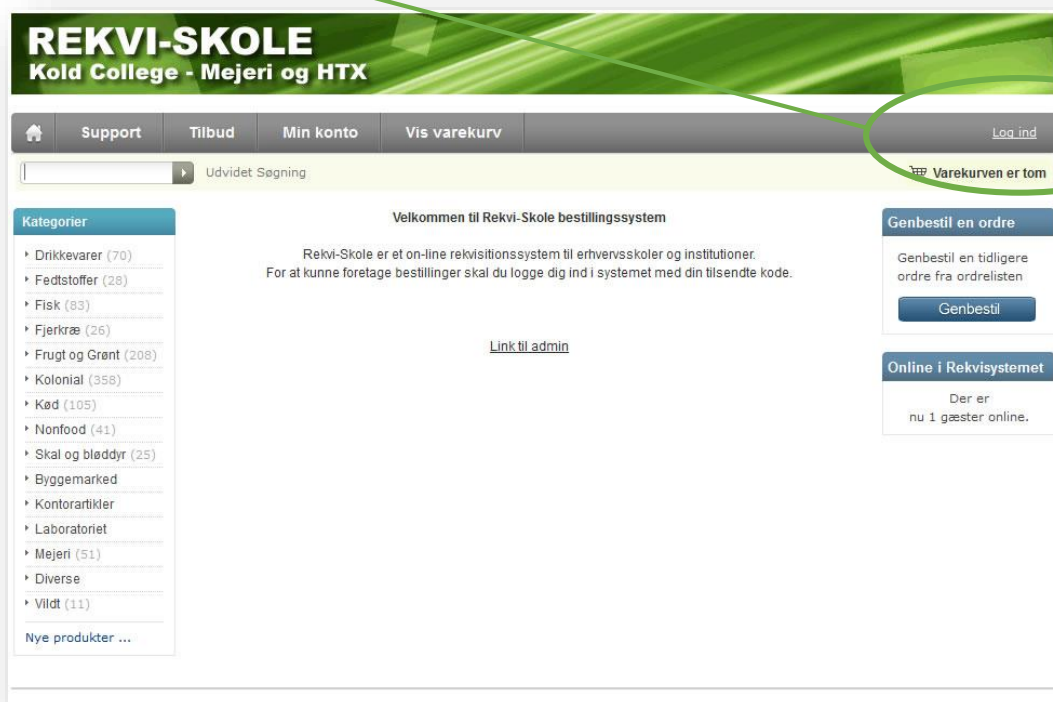 REKVI-SKOLE
Kold College - Mejeri og HTX
Support Tilbud Min konto Vis varekurv Log ind
Udvidet Søgning Varekurven er tom
Kategorier
Drikkevarer (70)
Fedtstoffer (28)
Fisk (83)
Fjerkræ (26)
Frugt og Grønt (208)
Kolonial (358)
Kød (105)
Nonfood (41)
Skal og bløddyr (25)
Byggemarked
Kontorartikler
Laboratoriet
Mejeri (51)
Diverse
Vildt (11)
Nye produkter ...
Velkommen til Rekvi-Skole bestillingssystem
Rekvi-Skole er et on-line rekvisitionssystem til erhvervsskoler og institutioner.
For at kunne foretage bestillinger skal du logge dig ind i systemet med din tilsendte kode.
Link til admin
Genbestil en ordre
Genbestil en tidligere
ordre fra ordrelisten
Genbestil
Online i Rekvisystemet
Der er
nu 1 gæster online.